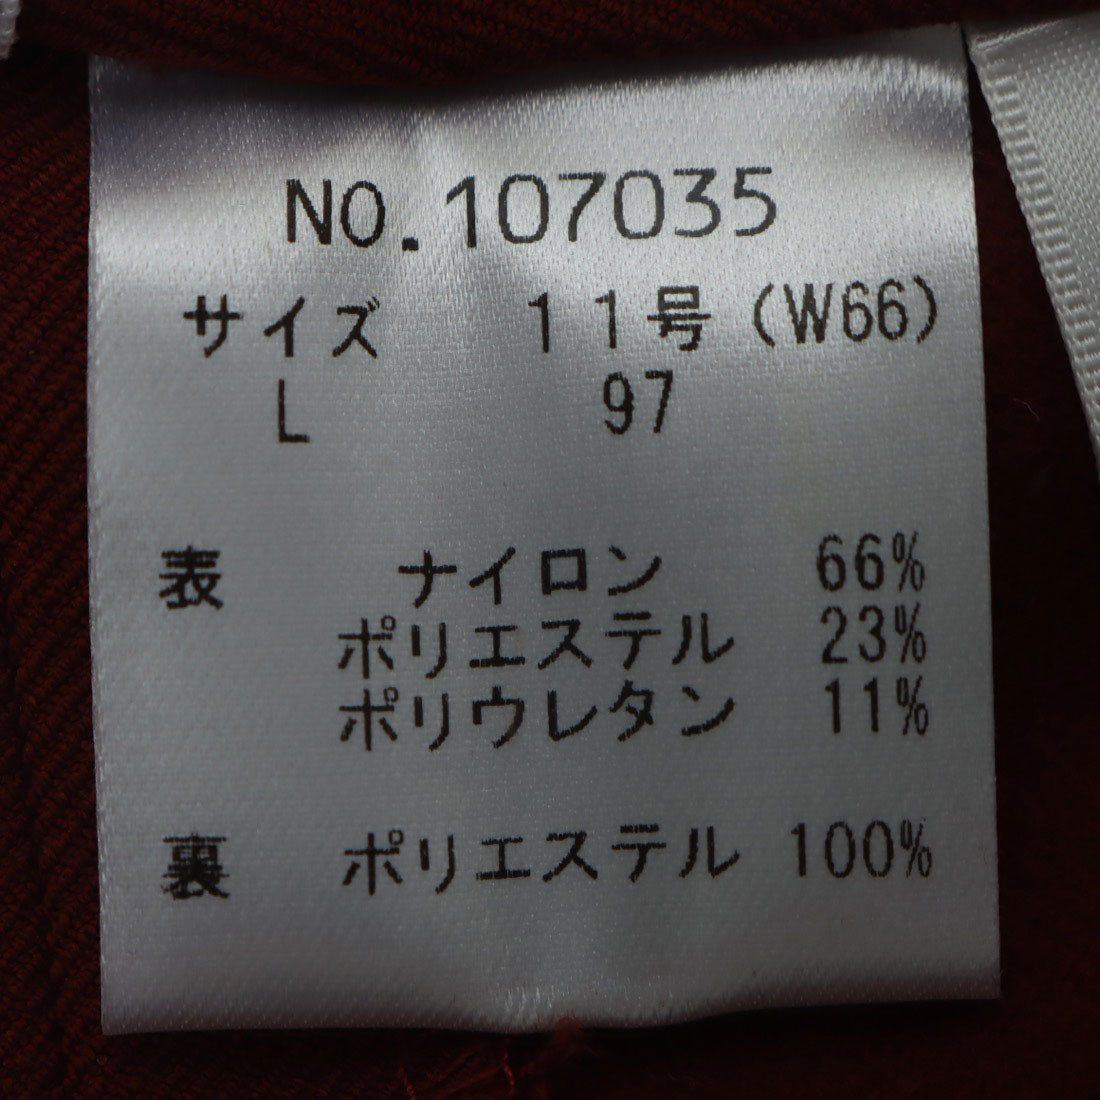 NO.107035
サイズ 11号(W66)
L 97
表 ナイロン 66%
ポリエステル 23%
ポリウレタン 11%
裏 ポリエステル 100%